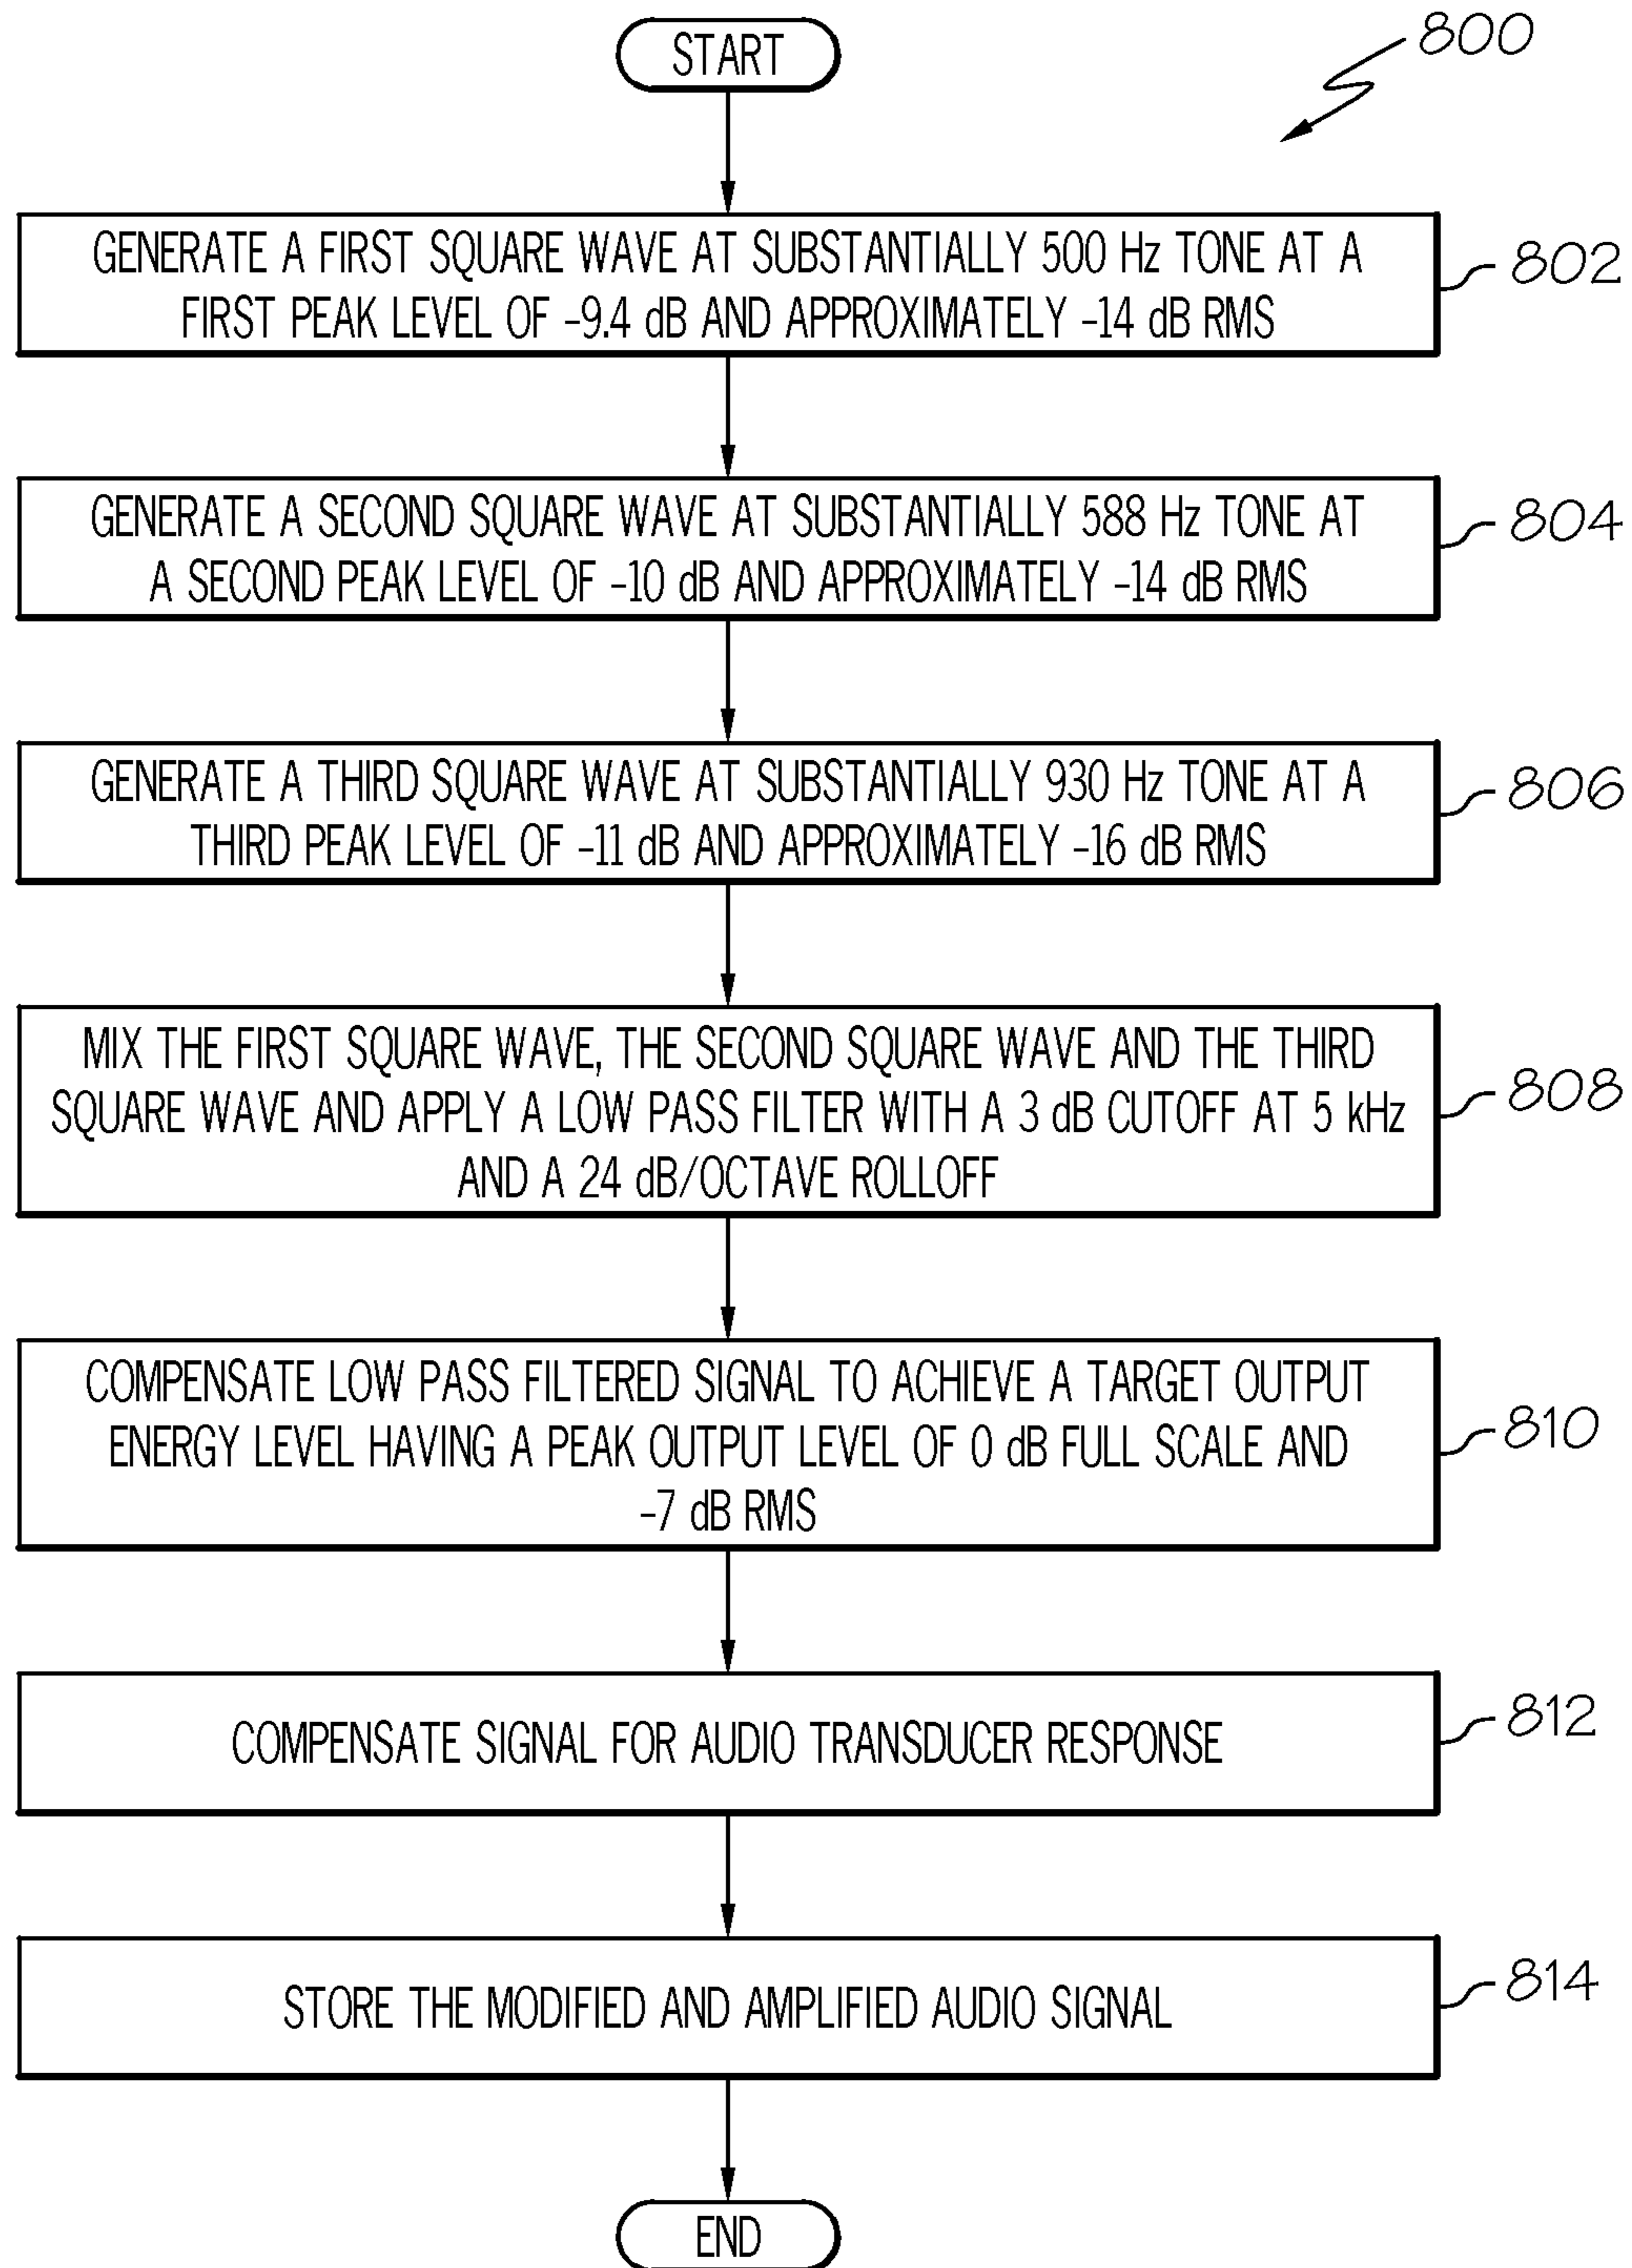 START
800
GENERATE A FIRST SQUARE WAVE AT SUBSTANTIALLY 500 Hz TONE AT A
FIRST PEAK LEVEL OF –9.4 dB AND APPROXIMATELY –14 dB RMS
802
GENERATE A SECOND SQUARE WAVE AT SUBSTANTIALLY 588 Hz TONE AT
A SECOND PEAK LEVEL OF –10 dB AND APPROXIMATELY –14 dB RMS
804
GENERATE A THIRD SQUARE WAVE AT SUBSTANTIALLY 930 Hz TONE AT A
THIRD PEAK LEVEL OF –11 dB AND APPROXIMATELY –16 dB RMS
806
MIX THE FIRST SQUARE WAVE, THE SECOND SQUARE WAVE AND THE THIRD
SQUARE WAVE AND APPLY A LOW PASS FILTER WITH A 3 dB CUTOFF AT 5 kHz
AND A 24 dB/OCTAVE ROLLOFF
808
COMPENSATE LOW PASS FILTERED SIGNAL TO ACHIEVE A TARGET OUTPUT
ENERGY LEVEL HAVING A PEAK OUTPUT LEVEL OF 0 dB FULL SCALE AND
–7 dB RMS
810
COMPENSATE SIGNAL FOR AUDIO TRANSDUCER RESPONSE
812
STORE THE MODIFIED AND AMPLIFIED AUDIO SIGNAL
814
END